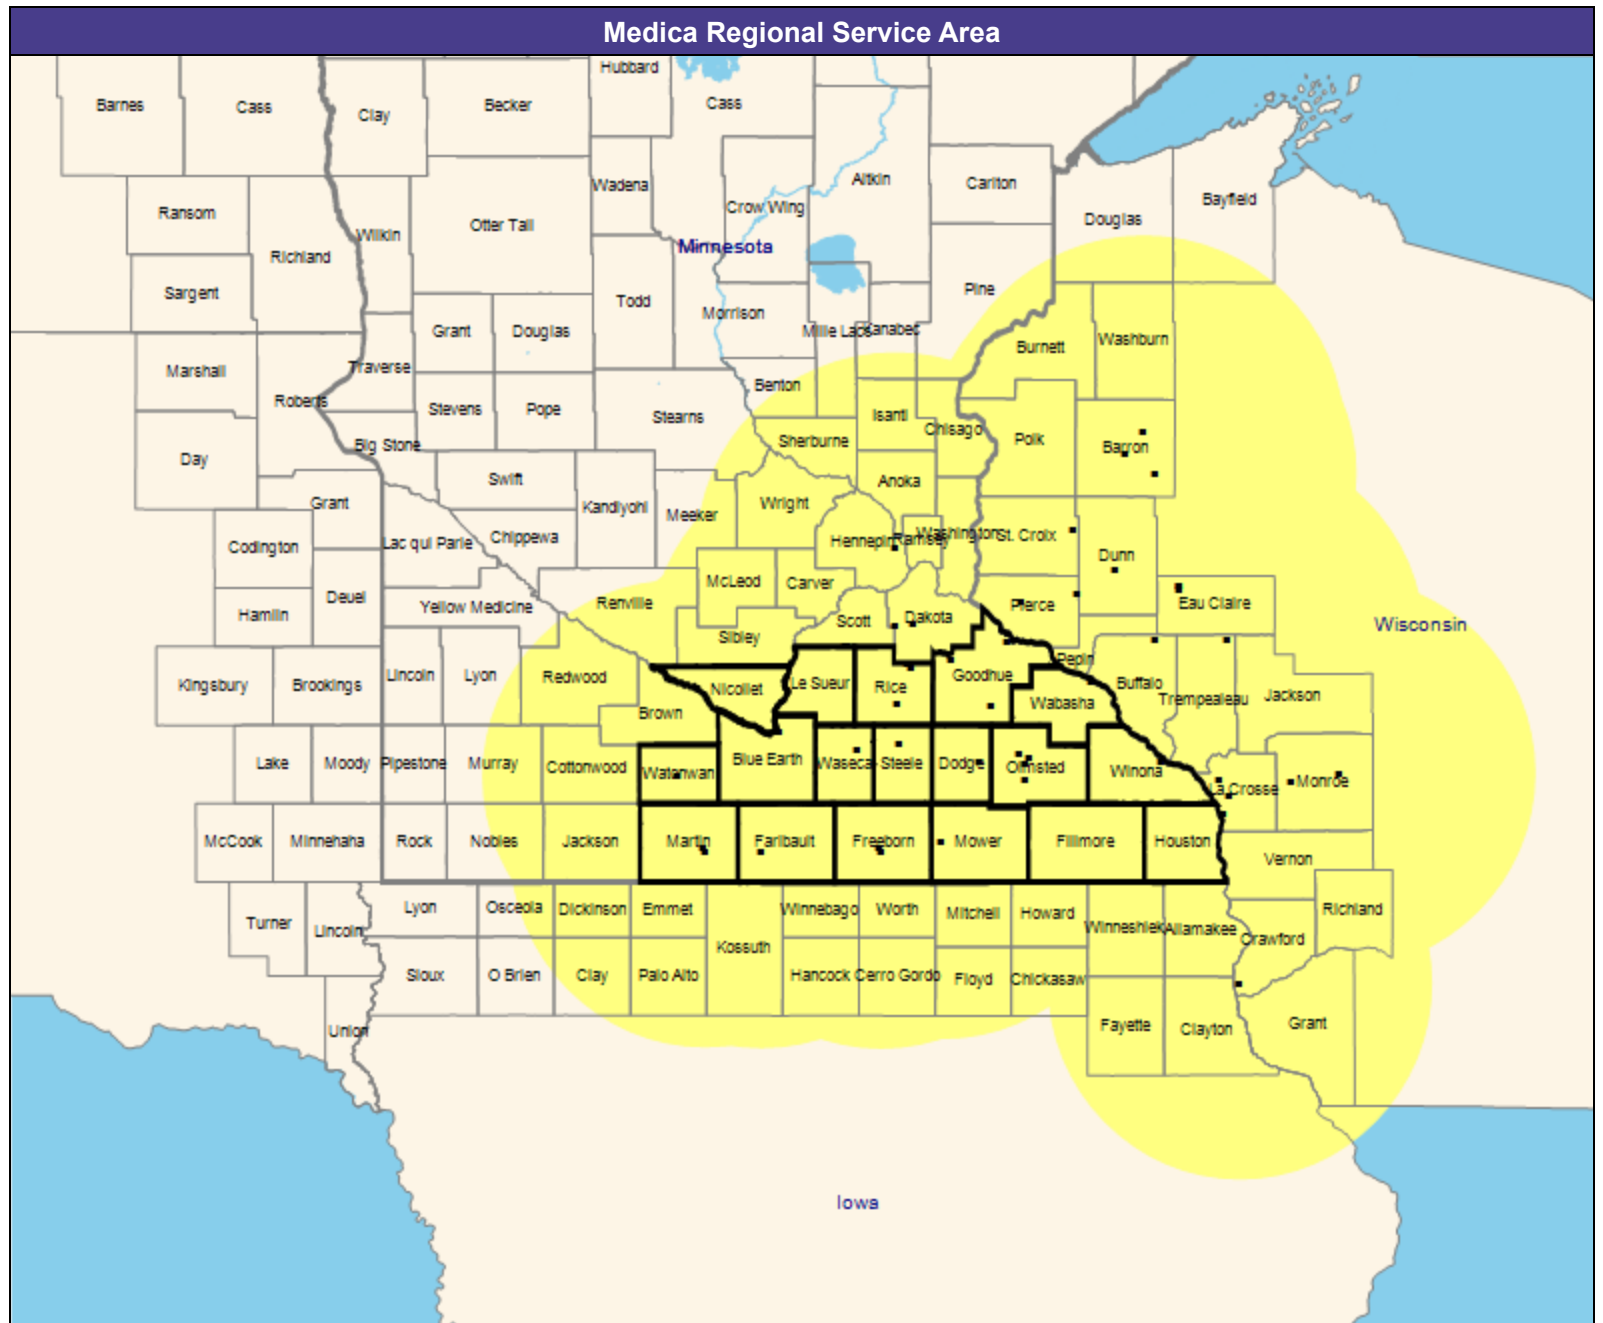 Medica Regional Service Area
Hubbard
Barnes
Cass
Clay
Becker
Cass
Wadena
Aitkin
Carlton
Ransom
Crow Wing
Bayfield
Otter Tail
Douglas
Wilkin
Minnesota
Richland
Sargent
Todd
Pine
Morrison
Grant
Douglas
Mille Lacs
Kanabec
Burnett
Washburn
Marshall
Traverse
Benton
Roberts
Stevens
Pope
Stearns
Isanti
Chisago
Polk
Barron
Big Stone
Sherburne
Day
Swift
Anoka
Grant
Kandiyohi
Meeker
Wright
Codington
Lac qui Parle
Chippewa
Hennepin
Ramsey
Washington
St. Croix
Dunn
McLeod
Carver
Deuel
Yellow Medicine
Renville
Pierce
Eau Claire
Hamlin
Scott
Dakota
Wisconsin
Sibley
Pepin
Kingsbury
Brookings
Lincoln
Lyon
Redwood
Nicollet
Le Sueur
Rice
Goodhue
Buffalo
Trempealeau
Jackson
Brown
Wabasha
Lake
Moody
Pipestone
Murray
Cottonwood
Watonwan
Blue Earth
Waseca
Steele
Dodge
Olmsted
Winona
La Crosse
Monroe
McCook
Minnehaha
Rock
Nobles
Jackson
Martin
Faribault
Freeborn
Mower
Fillmore
Houston
Vernon
Turner
Lincoln
Lyon
Osceola
Dickinson
Emmet
Winnebago
Worth
Mitchell
Howard
Winneshiek
Allamakee
Crawford
Richland
Kossuth
Sioux
O Brien
Clay
Palo Alto
Hancock
Cerro Gordo
Floyd
Chickasaw
Union
Fayette
Clayton
Grant
Iowa